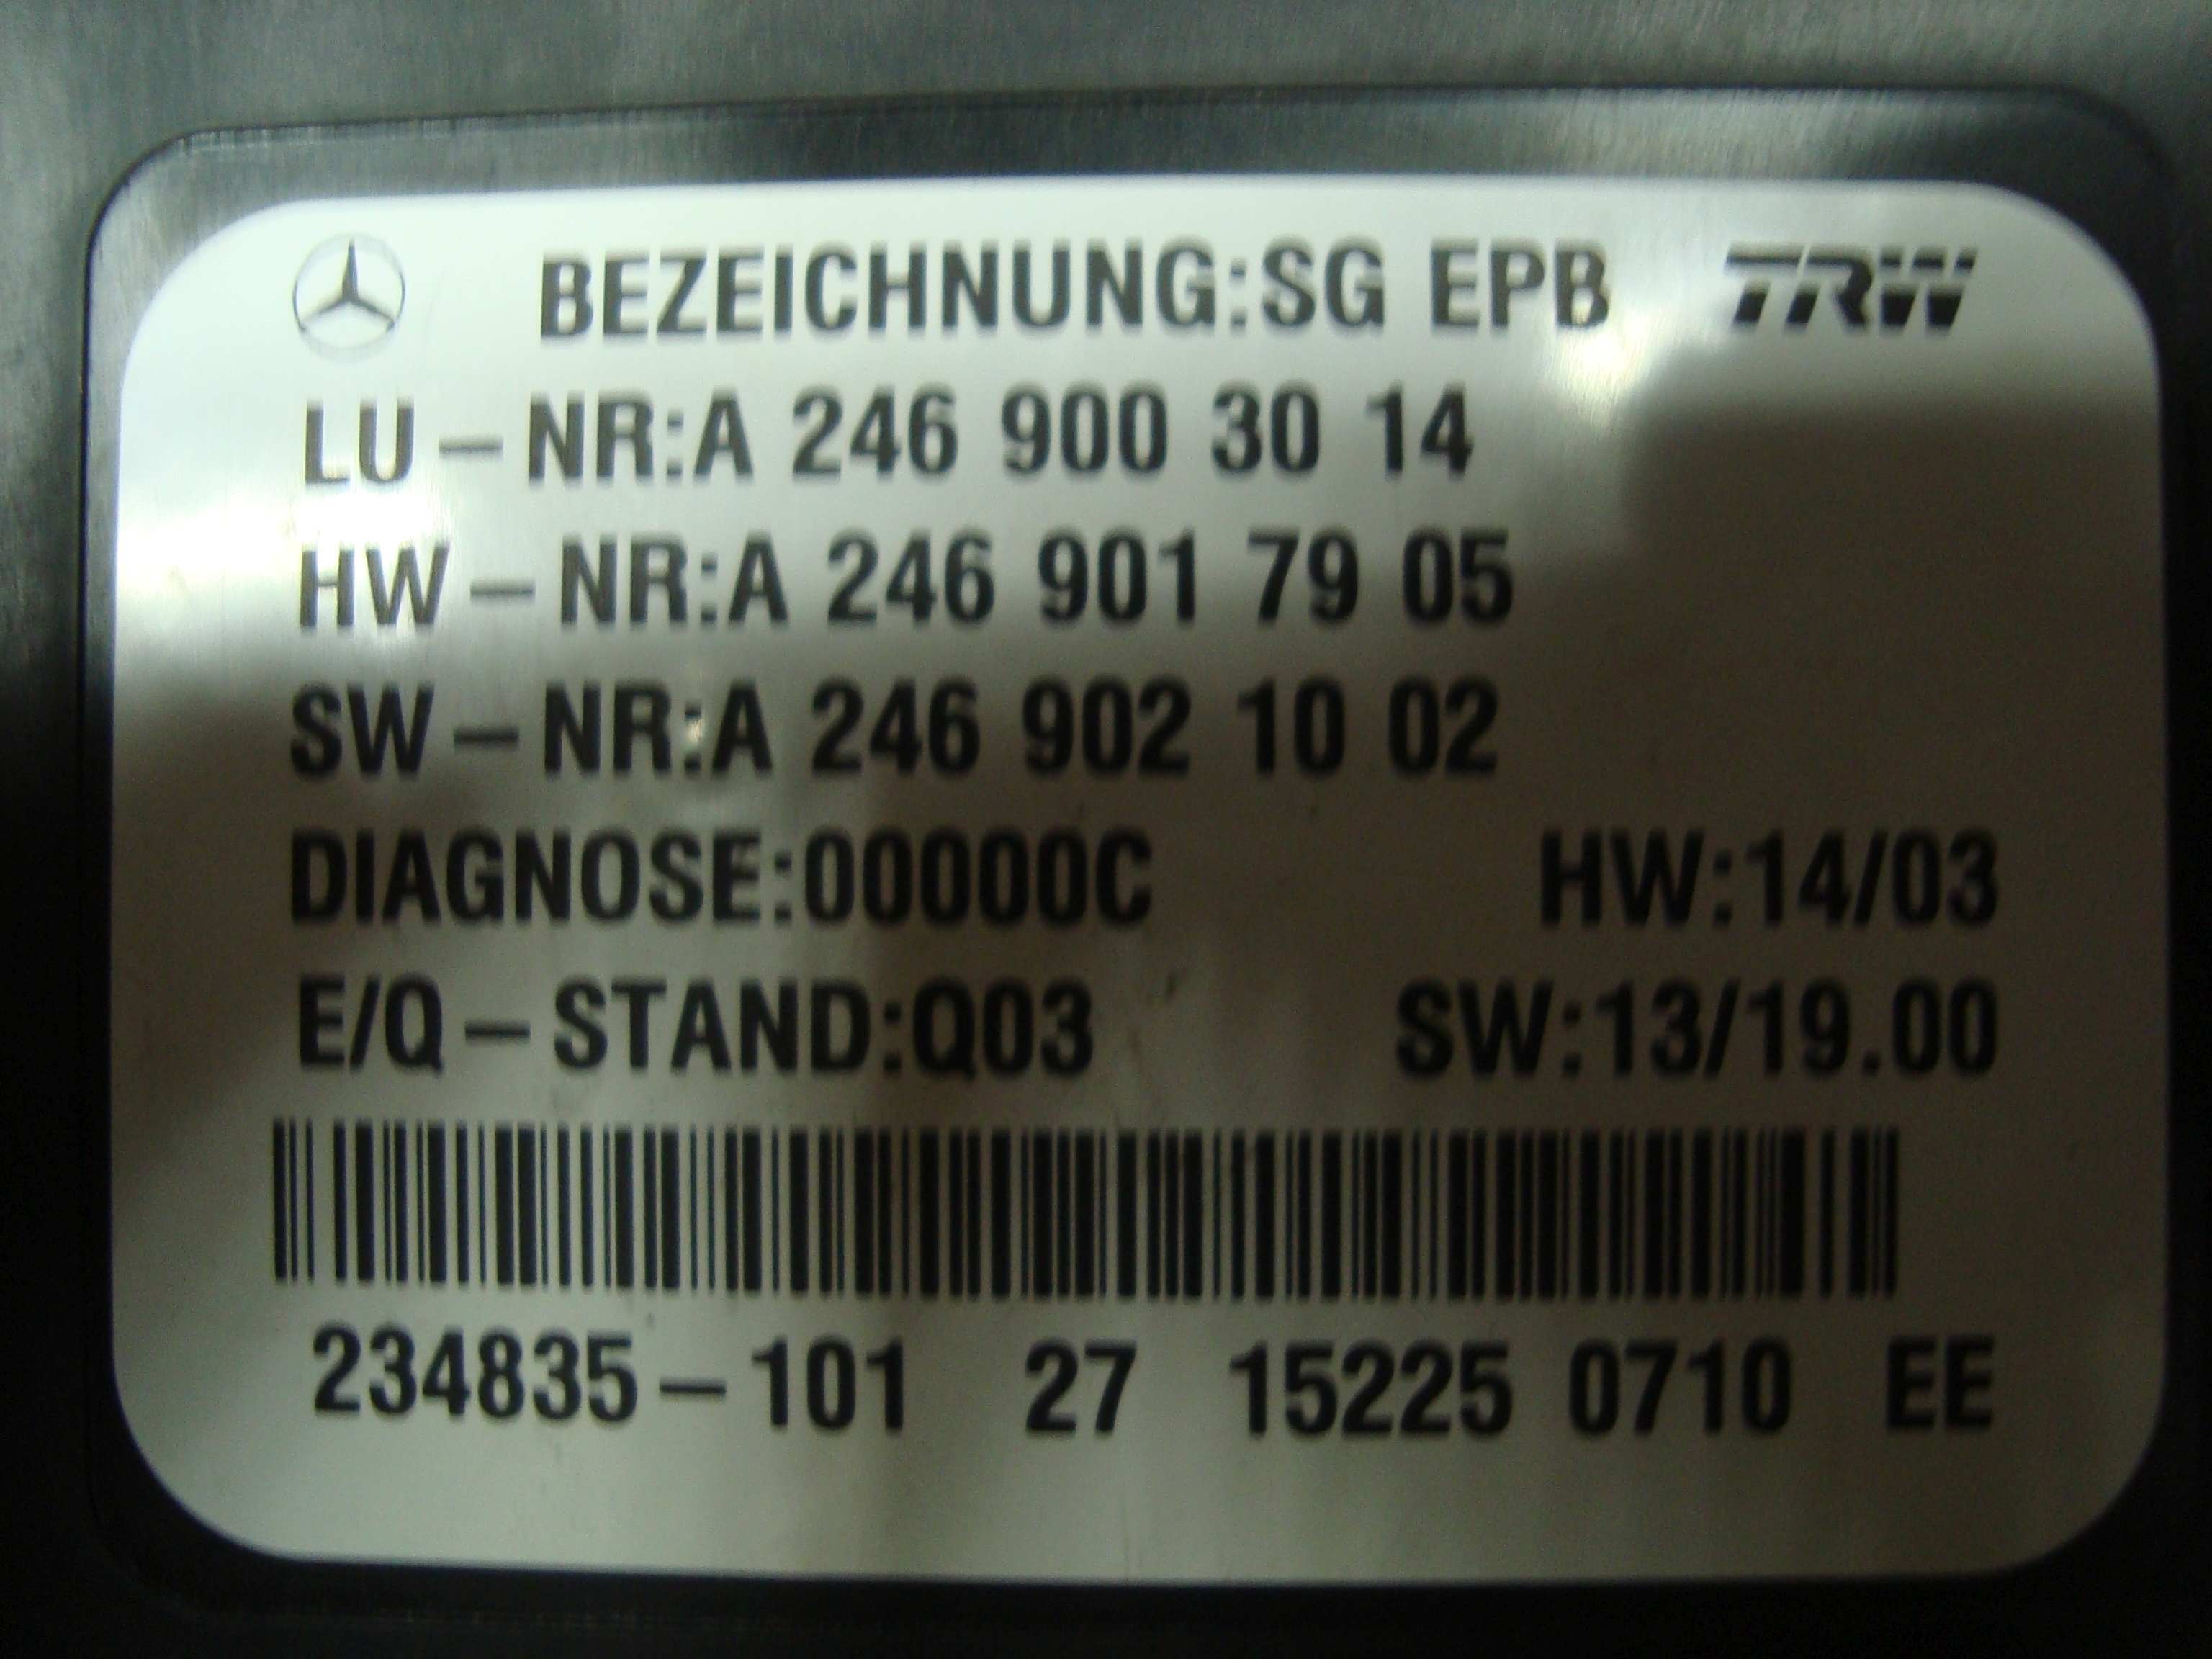 BEZEICHNUNG:SG EPB TRW
LU-NR:A 246 900 30 14
HW-NR:A 246 901 79 05
SW-NR:A 246 902 10 02
DIAGNOSE:00000C HW:14/03
E/Q-STAND:Q03 SW:13/19.00
234835-101 27 15225 0710 EE